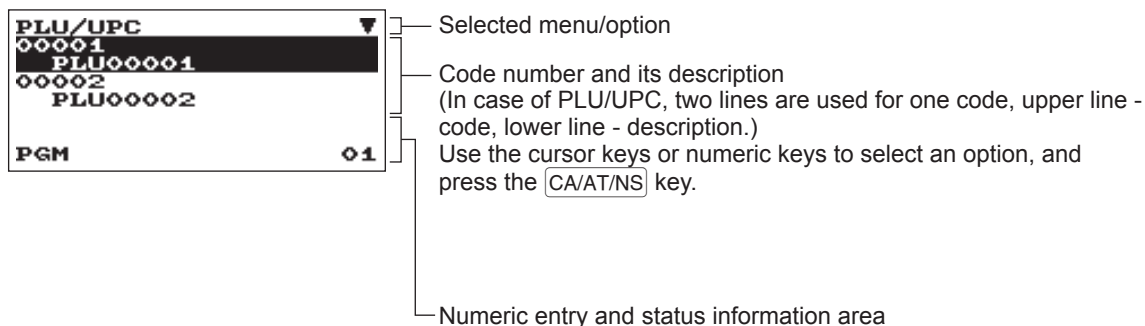 PLU/UPC ▼
00001
PLU00001
00002
PLU00002
PGM 01
Selected menu/option
Code number and its description
(In case of PLU/UPC, two lines are used for one code, upper line -
code, lower line - description.)
Use the cursor keys or numeric keys to select an option, and
press the CA/AT/NS key.
Numeric entry and status information area